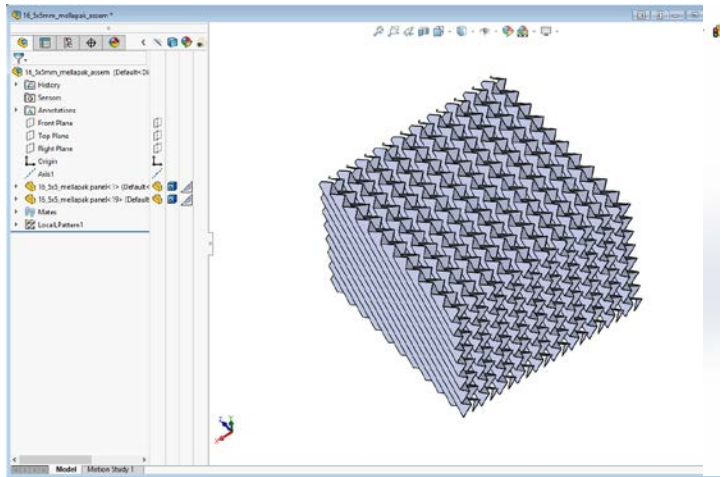 16_5x5mm_mellapak_assem *
16_5x5mm_mellapak_assem (Default<Di
History
Sensors
Annotations
Front Plane
Top Plane
Right Plane
Origin
Axis1
16_5x5_mellapak panel<1> (Default<
16_5x5_mellapak panel<19> (Default
Mates
LocalLPattern1
Model Motion Study 1